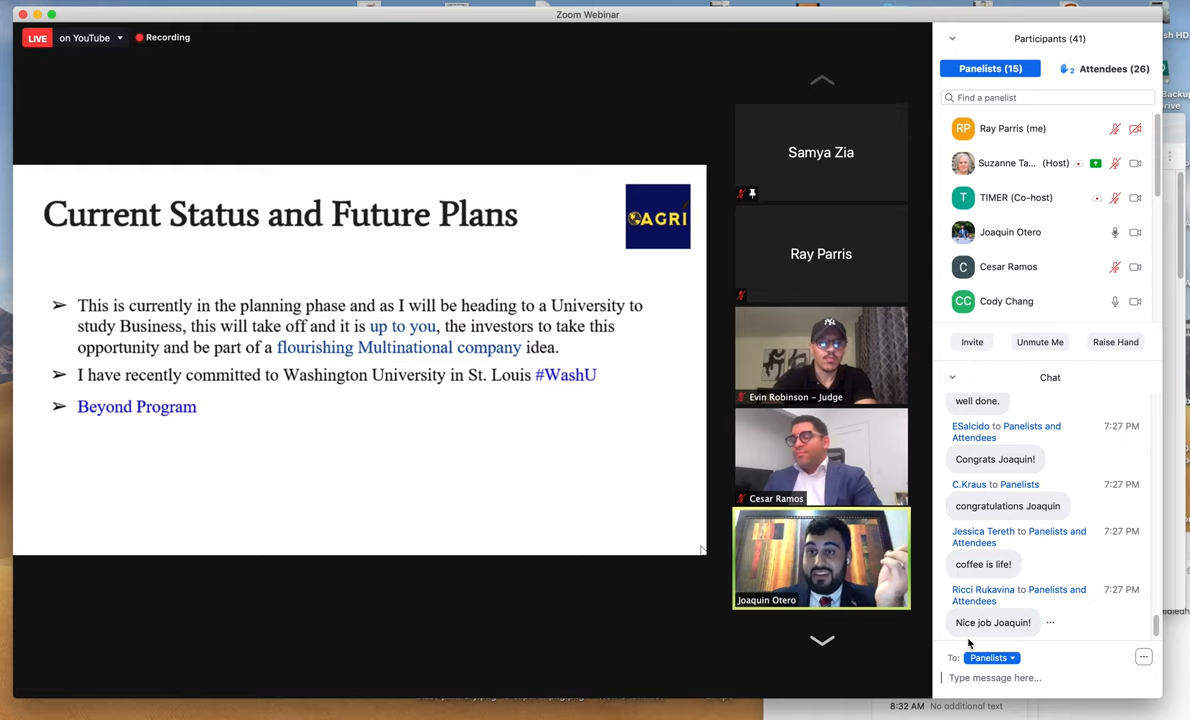 Zoom Webinar
LIVE on YouTube Recording
Current Status and Future Plans
AGRI
➢ This is currently in the planning phase and as I will be heading to a University to
study Business, this will take off and it is up to you, the investors to take this
opportunity and be part of a flourishing Multinational company idea.
➢ I have recently committed to Washington University in St. Louis #WashU
➢ Beyond Program
Samya Zia
Ray Parris
Evin Robinson – Judge
Cesar Ramos
Joaquin Otero
Participants (41)
Panelists (15) 2 Attendees (26)
Find a panelist
RP Ray Parris (me)
Suzanne Ta... (Host)
T TIMER (Co-host)
Joaquin Otero
C Cesar Ramos
CC Cody Chang
Invite Unmute Me Raise Hand
Chat
well done.
ESalcido to Panelists and 7:27 PM
Attendees
Congrats Joaquin!
C.Kraus to Panelists 7:27 PM
congratulations Joaquin
Jessica Tereth to Panelists and 7:27 PM
Attendees
coffee is life!
Ricci Rukavina to Panelists and 7:27 PM
Attendees
Nice job Joaquin! ...
To: Panelists
Type message here...
8:32 AM No additional text
sh HD
Backup